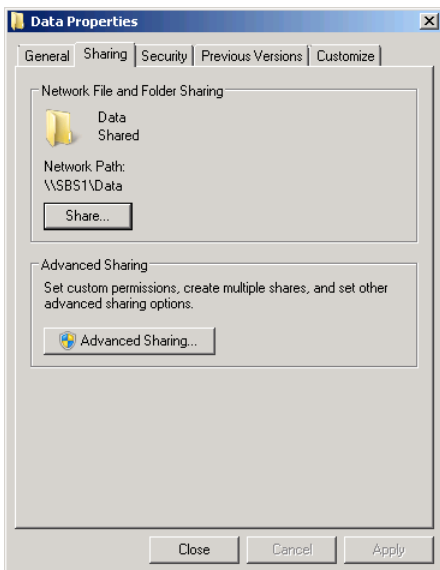 Data Properties
General Sharing Security Previous Versions Customize
Network File and Folder Sharing
Data
Shared
Network Path:
\\SBS1\Data
Share...
Advanced Sharing
Set custom permissions, create multiple shares, and set other
advanced sharing options.
Advanced Sharing...
Close Cancel Apply